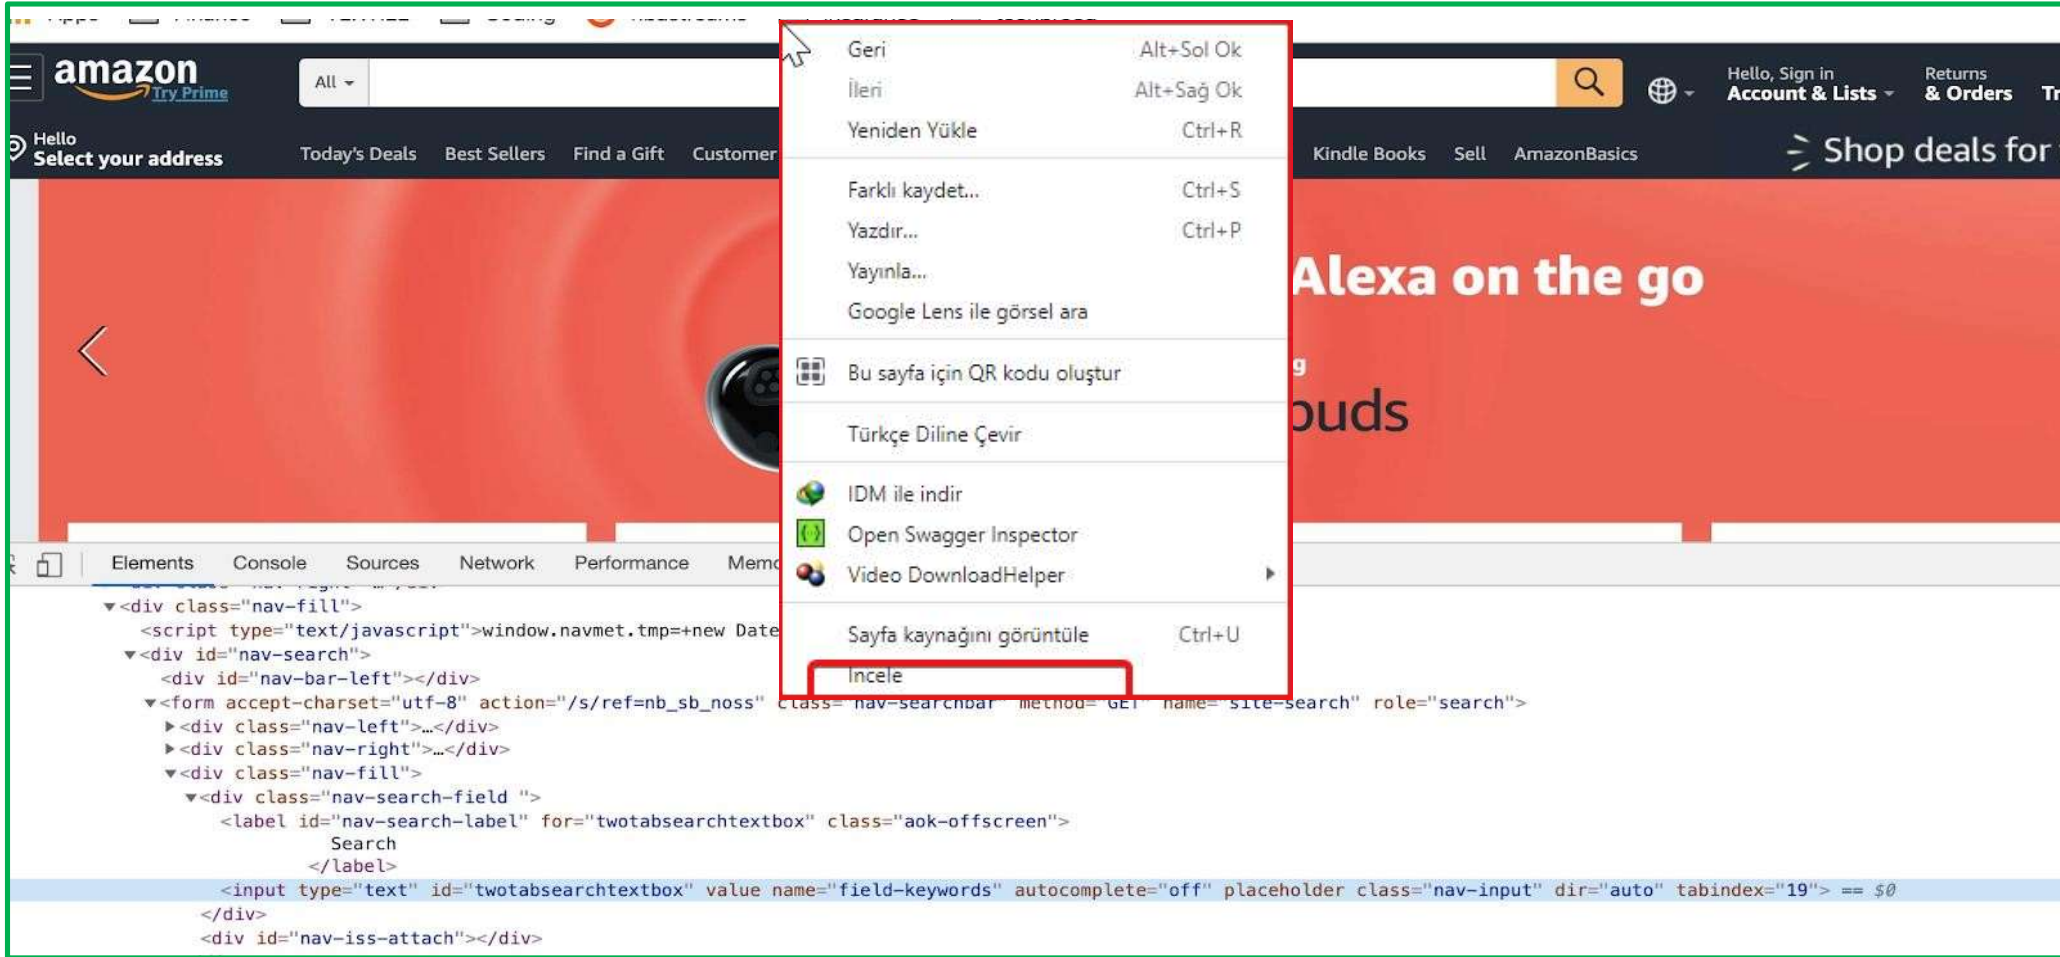 amazon
Try Prime
All
Hello, Sign in
Account & Lists
Returns
& Orders
Hello
Select your address
Today's Deals Best Sellers Find a Gift Customer
Kindle Books Sell AmazonBasics
Shop deals for
Geri Alt+Sol Ok
İleri Alt+Sağ Ok
Yeniden Yükle Ctrl+R
Farklı kaydet... Ctrl+S
Yazdır... Ctrl+P
Yayınla...
Google Lens ile görsel ara
Bu sayfa için QR kodu oluştur
Türkçe Diline Çevir
IDM ile indir
Open Swagger Inspector
Video DownloadHelper
Sayfa kaynağını görüntüle Ctrl+U
İncele
Alexa on the go
Elements Console Sources Network Performance
<div class="nav-fill">
<script type="text/javascript">window.navmet.tmp=+new Date
<div id="nav-search">
<div id="nav-bar-left"></div>
<form accept-charset="utf-8" action="/s/ref=nb_sb_noss" class="nav-searchbar" method="GET" name="site-search" role="search">
<div class="nav-left">…</div>
<div class="nav-right">…</div>
<div class="nav-fill">
<div class="nav-search-field ">
<label id="nav-search-label" for="twotabsearchtextbox" class="aok-offscreen">
Search
</label>
<input type="text" id="twotabsearchtextbox" value name="field-keywords" autocomplete="off" placeholder class="nav-input" dir="auto" tabindex="19"> == $0
</div>
<div id="nav-iss-attach"></div>